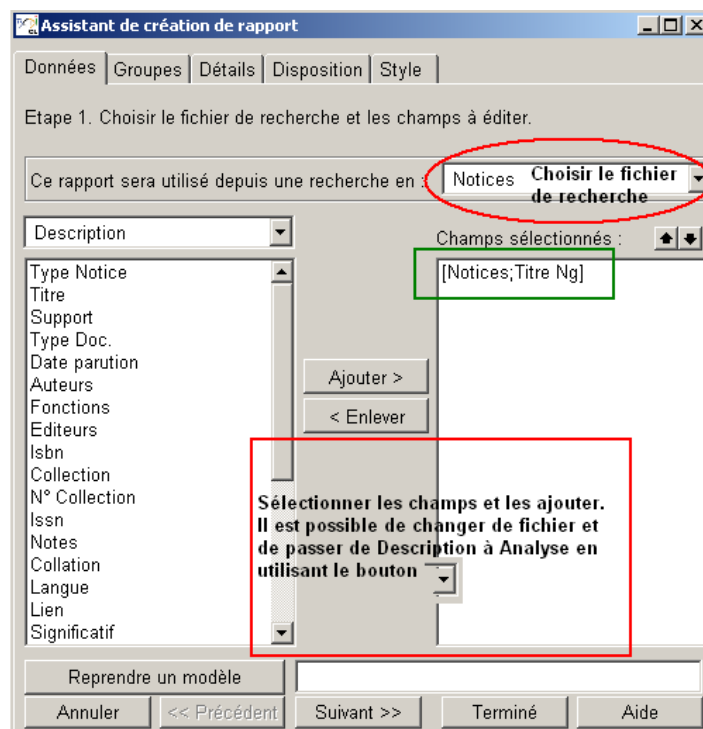 Assistant de création de rapport
Données Groupes Détails Disposition Style
Etape 1. Choisir le fichier de recherche et les champs à éditer.
Ce rapport sera utilisé depuis une recherche en : Notices
Choisir le fichier
de recherche
Description
Champs sélectionnés :
Type Notice
Titre
Support
Type Doc.
Date parution
Auteurs
Fonctions
Editeurs
Isbn
Collection
N° Collection
Issn
Notes
Collation
Langue
Lien
Significatif
Ajouter >
< Enlever
[Notices;Titre Ng]
Sélectionner les champs et les ajouter.
Il est possible de changer de fichier et
de passer de Description à Analyse en
utilisant le bouton
Reprendre un modèle
Annuler << Précédent Suivant >> Terminé Aide